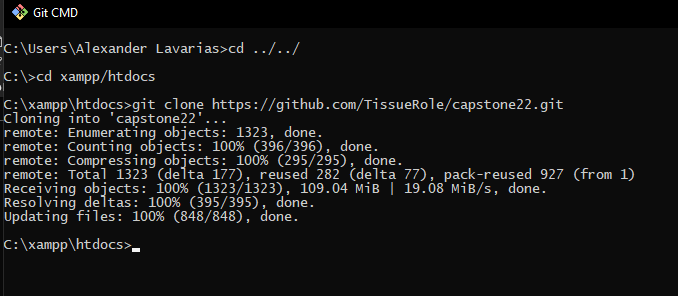 Git CMD
C:\Users\Alexander Lavarias>cd ../../
C:\>cd xampp/htdocs
C:\xampp\htdocs>git clone https://github.com/TissueRole/capstone22.git
Cloning into 'capstone22'...
remote: Enumerating objects: 1323, done.
remote: Counting objects: 100% (396/396), done.
remote: Compressing objects: 100% (295/295), done.
remote: Total 1323 (delta 177), reused 282 (delta 77), pack-reused 927 (from 1)
Receiving objects: 100% (1323/1323), 109.04 MiB | 19.08 MiB/s, done.
Resolving deltas: 100% (395/395), done.
Updating files: 100% (848/848), done.
C:\xampp\htdocs>